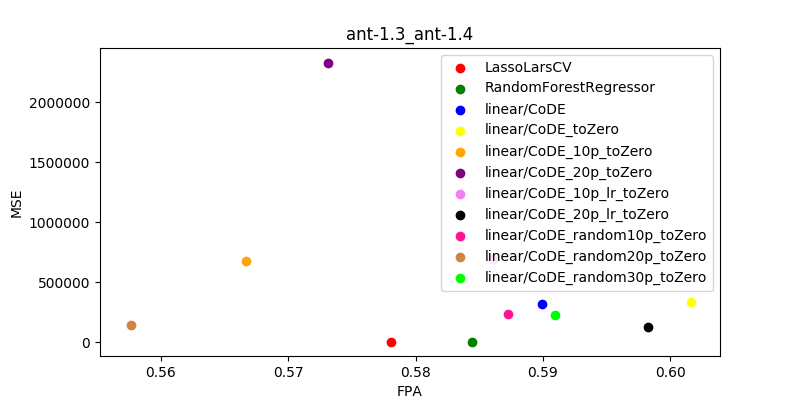 ant-1.3_ant-1.4
MSE
2000000
1500000
1000000
500000
0
LassoLarsCV
RandomForestRegressor
linear/CoDE
linear/CoDE_toZero
linear/CoDE_10p_toZero
linear/CoDE_20p_toZero
linear/CoDE_10p_lr_toZero
linear/CoDE_20p_lr_toZero
linear/CoDE_random10p_toZero
linear/CoDE_random20p_toZero
linear/CoDE_random30p_toZero
0.56 0.57 0.58 0.59 0.60
FPA